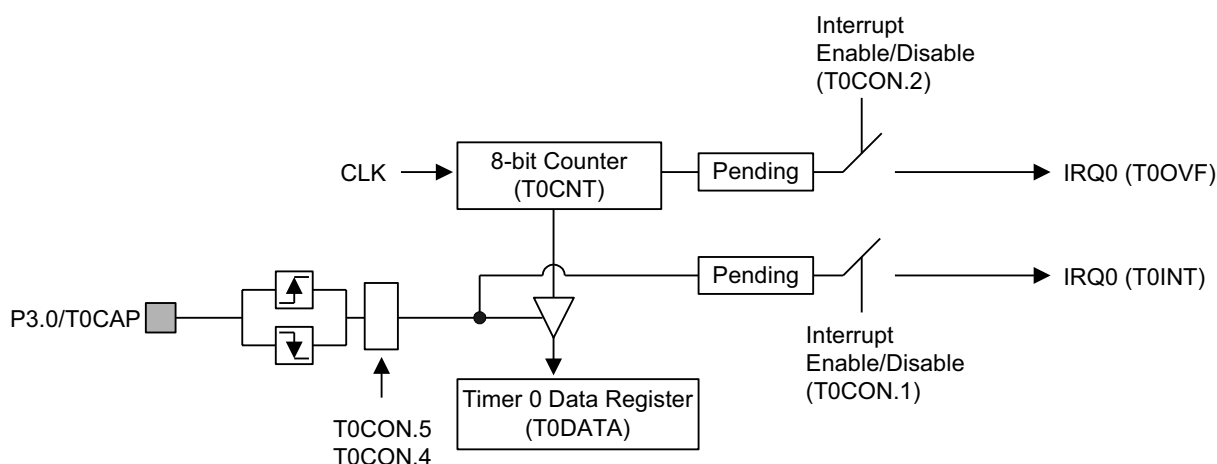 Interrupt
Enable/Disable
(T0CON.2)
CLK
8-bit Counter
(T0CNT)
Pending
IRQ0 (T0OVF)
Pending
IRQ0 (T0INT)
P3.0/T0CAP
Interrupt
Enable/Disable
(T0CON.1)
Timer 0 Data Register
(T0DATA)
T0CON.5
T0CON.4